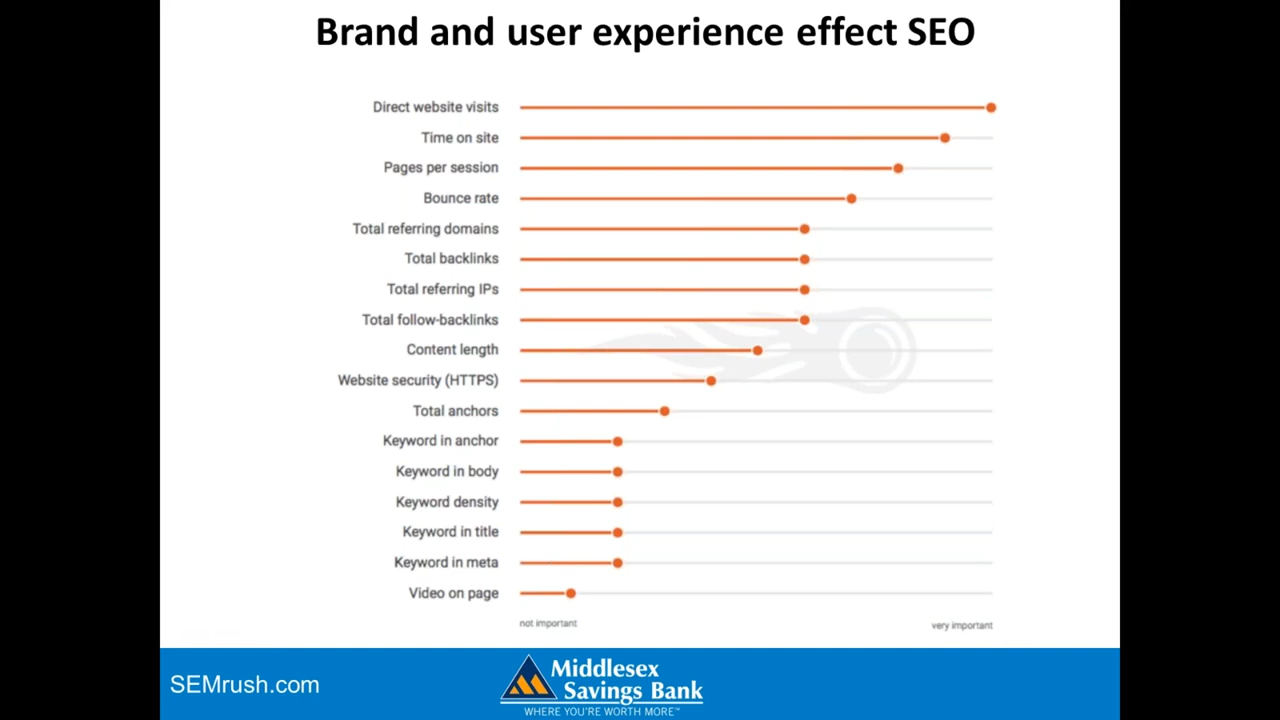 Brand and user experience effect SEO
Direct website visits
Time on site
Pages per session
Bounce rate
Total referring domains
Total backlinks
Total referring IPs
Total follow-backlinks
Content length
Website security (HTTPS)
Total anchors
Keyword in anchor
Keyword in body
Keyword density
Keyword in title
Keyword in meta
Video on page
not important
very important
SEMrush.com
Middlesex
Savings Bank
WHERE YOU'RE WORTH MORE™